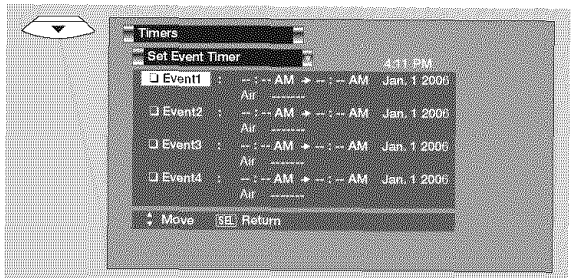 Timers
Set Event Timer
4:11 PM
❏ Event1 : -- : -- AM ➔ -- : -- AM Jan. 1 2006
Air ------
❏ Event2 : -- : -- AM ➔ -- : -- AM Jan. 1 2006
Air ------
❏ Event3 : -- : -- AM ➔ -- : -- AM Jan. 1 2006
Air ------
❏ Event4 : -- : -- AM ➔ -- : -- AM Jan. 1 2006
Air ------
Move SEL Return